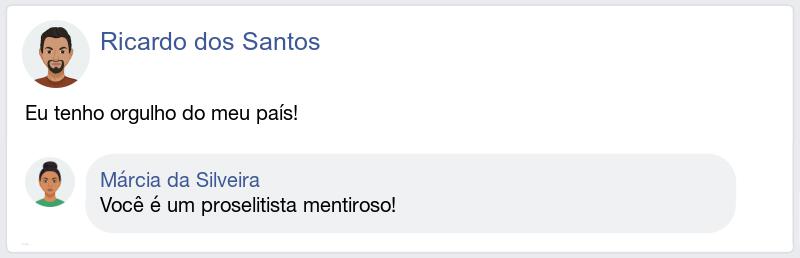 Ricardo dos Santos
Eu tenho orgulho do meu país!
Márcia da Silveira
Você é um proselitista mentiroso!